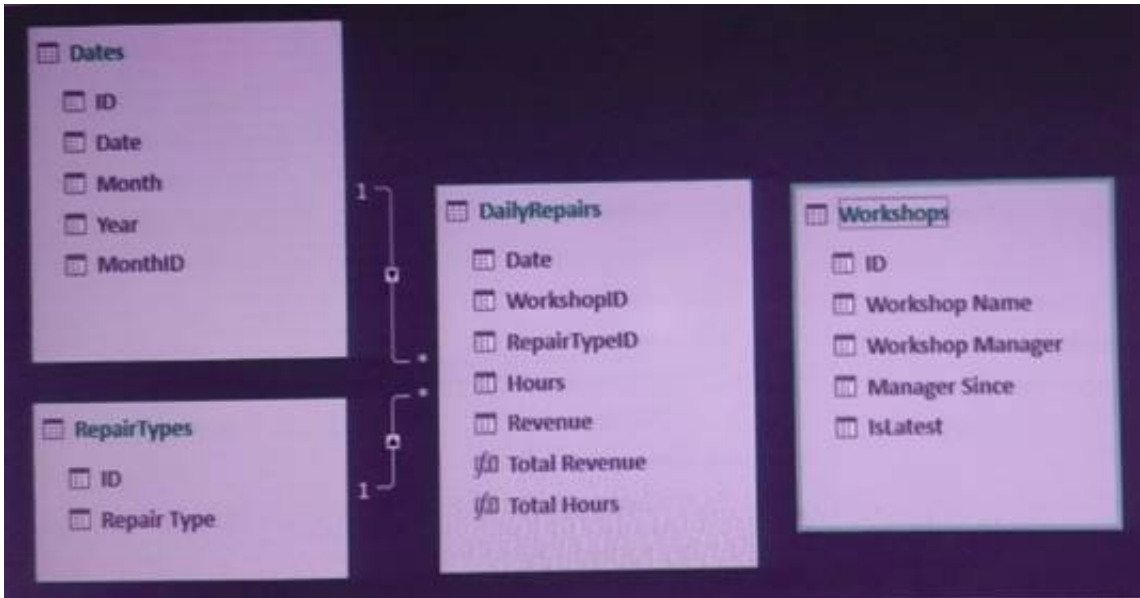 Dates
ID
Date
Month
Year
MonthID
1
*
RepairTypes
ID
Repair Type
*
1
DailyRepairs
Date
WorkshopID
RepairTypeID
Hours
Revenue
Total Revenue
Total Hours
Workshops
ID
Workshop Name
Workshop Manager
Manager Since
IsLatest